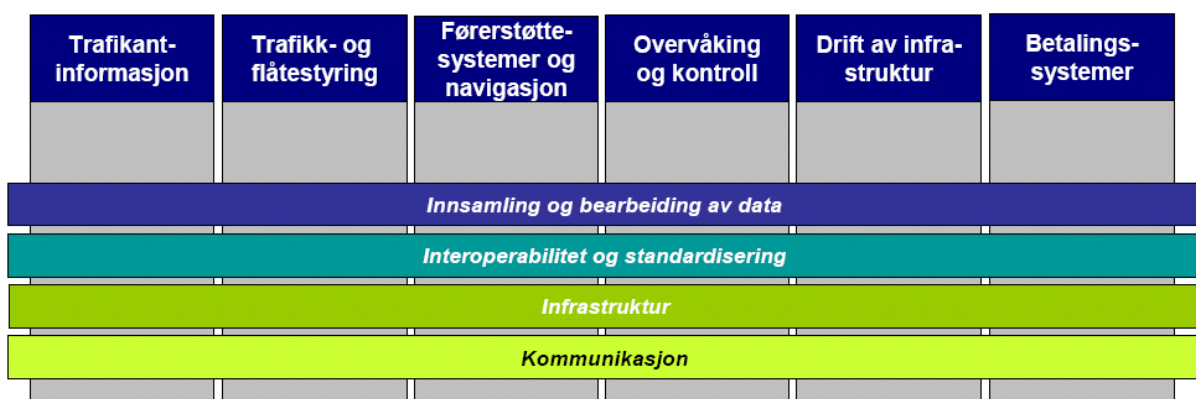 Trafikant-
informasjon
Trafikk- og
flåtestyring
Førerstøtte-
systemer og
navigasjon
Overvåking
og kontroll
Drift av infra-
struktur
Betalings-
systemer
Innsamling og bearbeiding av data
Interoperabilitet og standardisering
Infrastruktur
Kommunikasjon